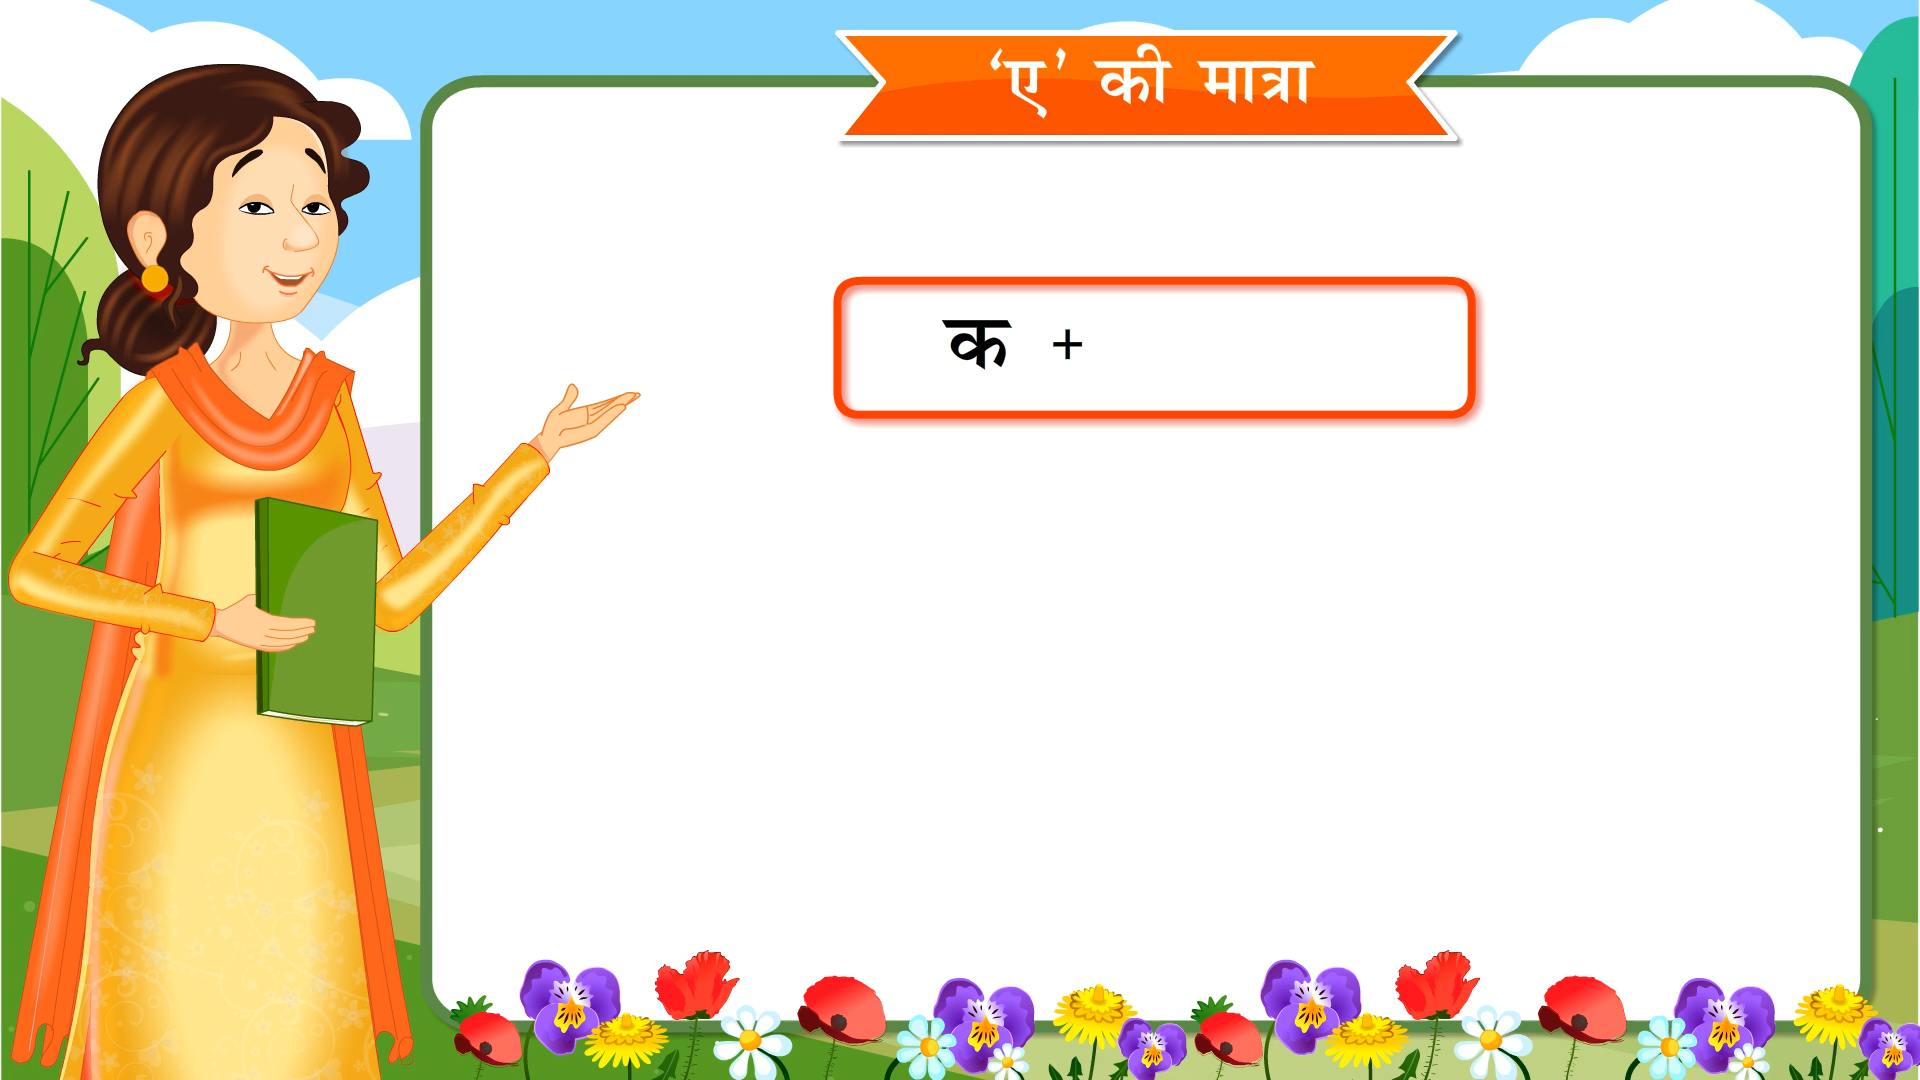 ‘ए’ की मात्रा
क +